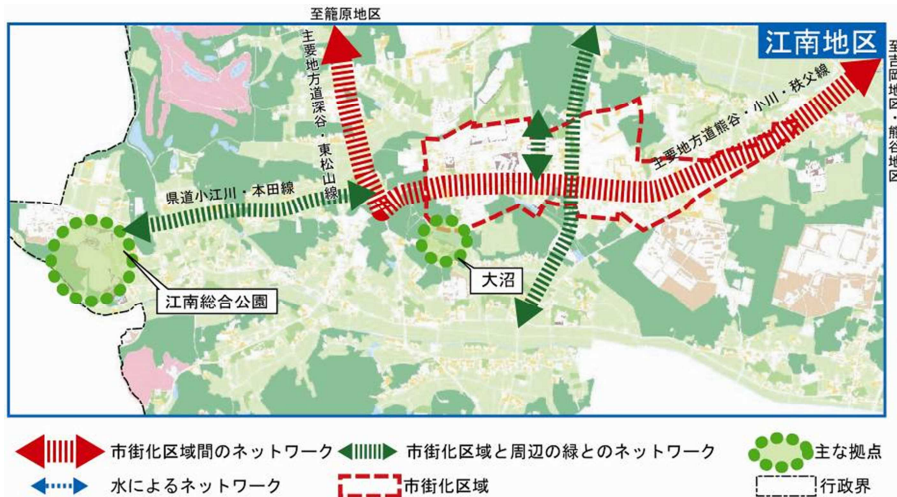 至籠原地区
江南地区
至吉岡地区・熊谷地区
主要地方道深谷・東松山線
主要地方道熊谷・小川・秩父線
県道小江川・本田線
大沼
江南総合公園
市街化区域間のネットワーク
市街化区域と周辺の緑とのネットワーク
主な拠点
水によるネットワーク
市街化区域
行政界